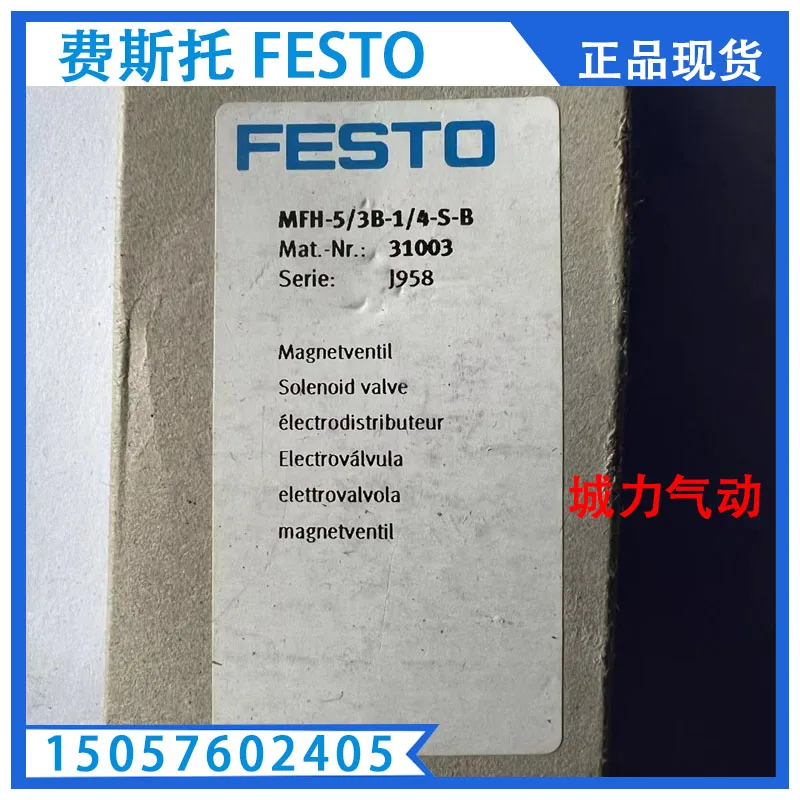 费斯托 FESTO
正品现货
FESTO
MFH-5/3B-1/4-S-B
Mat.-Nr.: 31003
Serie: J958
Magnetventil
Solenoid valve
électrodistributeur
Electroválvula
elettrovalvola
magnetventil
城力气动
15057602405